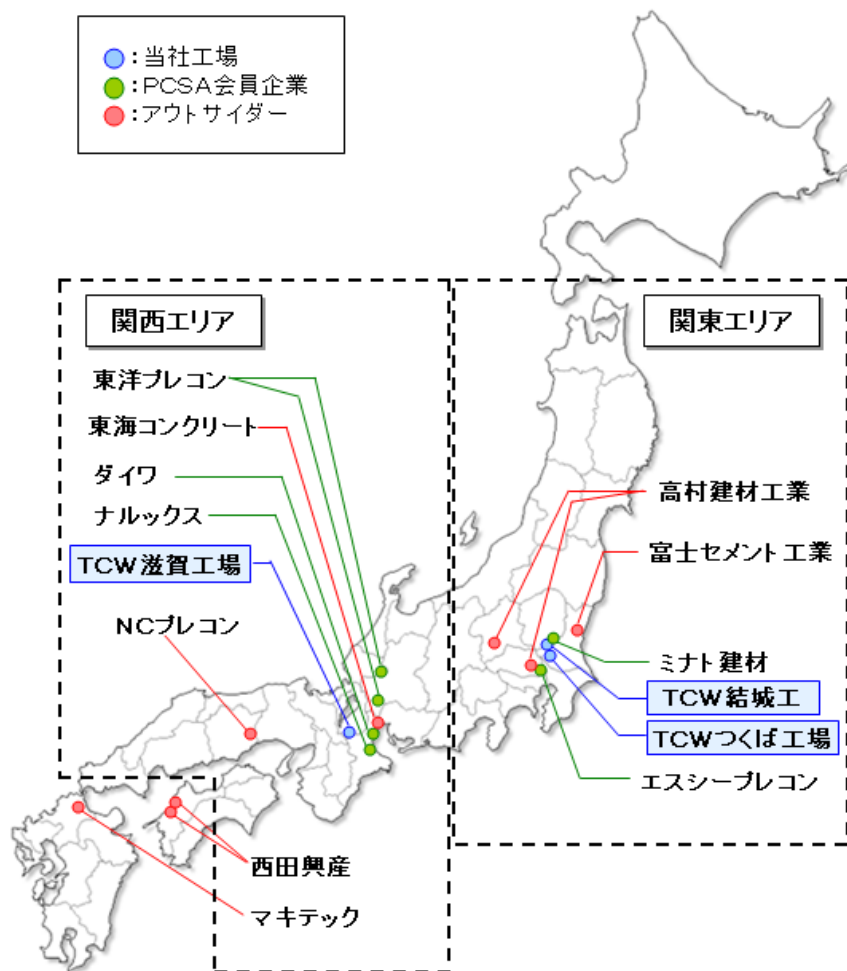 ：当社工場
：PCSA会員企業
：アウトサイダー
関西エリア
関東エリア
東洋プレコン
東海コンクリート
ダイワ
ナルックス
TCW滋賀工場
NCプレコン
高村建材工業
富士セメント工業
ミナト建材
TCW結城工
TCWつくば工場
エスシープレコン
西田興産
マキテック